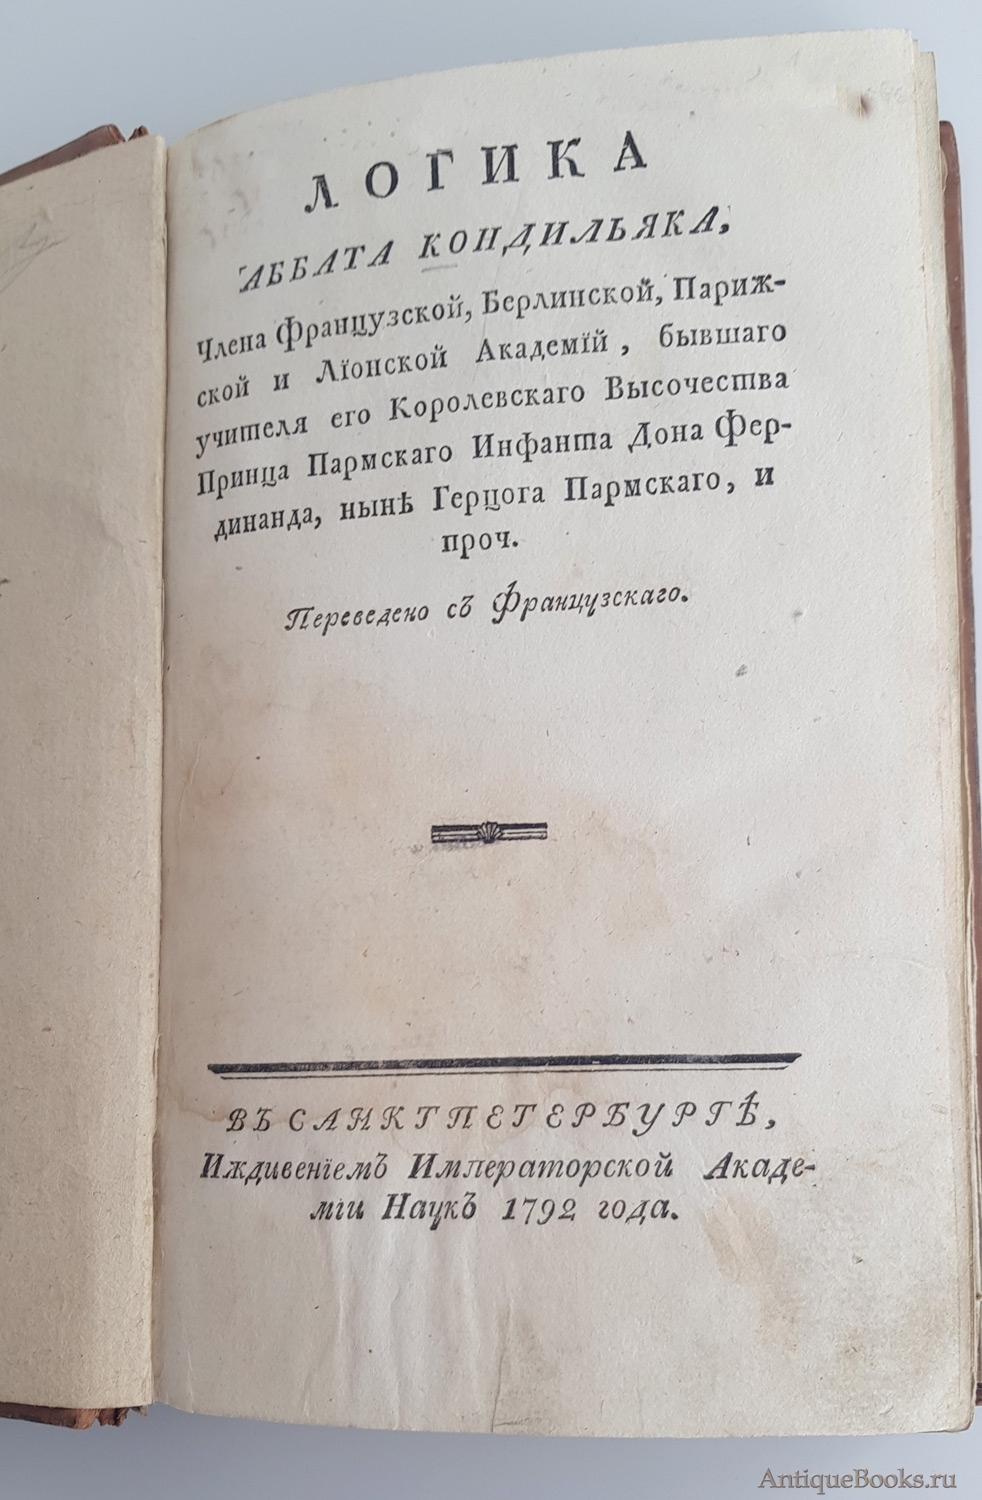 ЛОГИКА
АББАТА КОНДИЛЬЯКА,
Члена Французской, Берлинской, Париж-
ской и Лїонской Академїй, бывшаго
учителя его Королевскаго Высочества
Принца Пармскаго Инфанта Дона Фер-
динанда, нынѣ Герцога Пармскаго, и
проч.
Переведено съ Французскаго.
ВЪ САНКТПЕТЕРБУРГѢ,
Иждивенїемъ Императорской Акаде-
мїи Наукъ 1792 года.
AntiqueBooks.ru